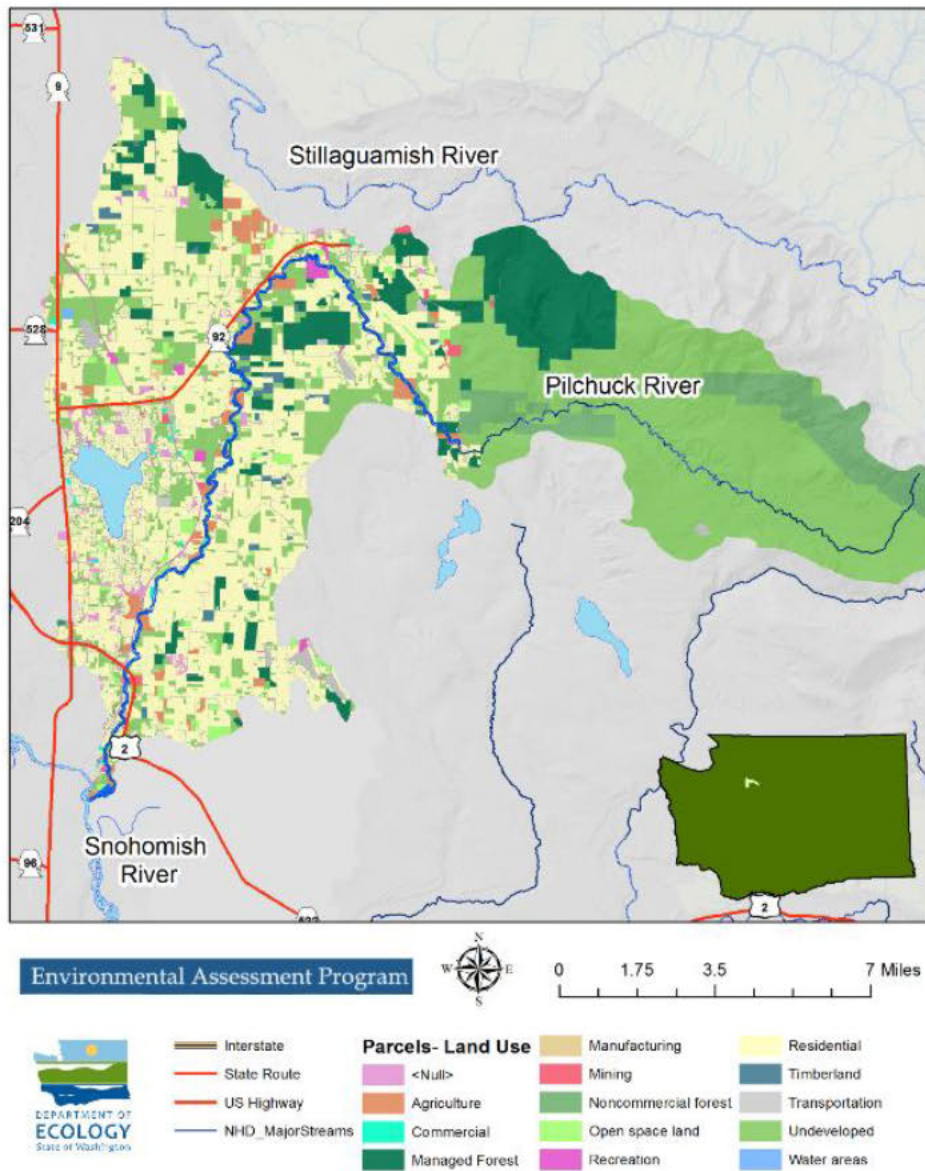 531
9
Stillaguamish River
528
92
Pilchuck River
204
2
Snohomish
River
96
522
2
Environmental Assessment Program
N
W
E
S
0
1.75
3.5
7 Miles
DEPARTMENT OF
ECOLOGY
State of Washington
Interstate
State Route
US Highway
NHD_MajorStreams
Parcels- Land Use
<Null>
Agriculture
Commercial
Managed Forest
Manufacturing
Mining
Noncommercial forest
Open space land
Recreation
Residential
Timberland
Transportation
Undeveloped
Water areas